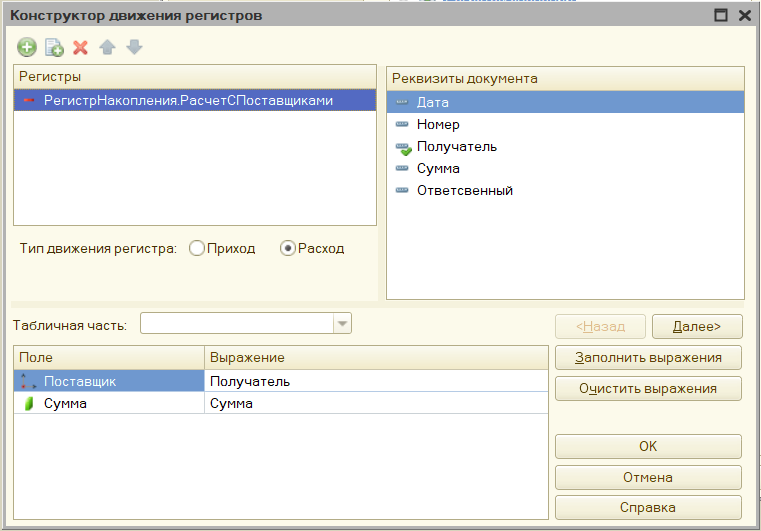 Конструктор движения регистров
Регистры
РегистрНакопления.РасчетСПоставщиками
Тип движения регистра: Приход Расход
Реквизиты документа
Дата
Номер
Получатель
Сумма
Ответсвенный
Табличная часть:
<Назад Далее>
Поле Выражение
Поставщик Получатель
Сумма Сумма
Заполнить выражения
Очистить выражения
OK
Отмена
Справка